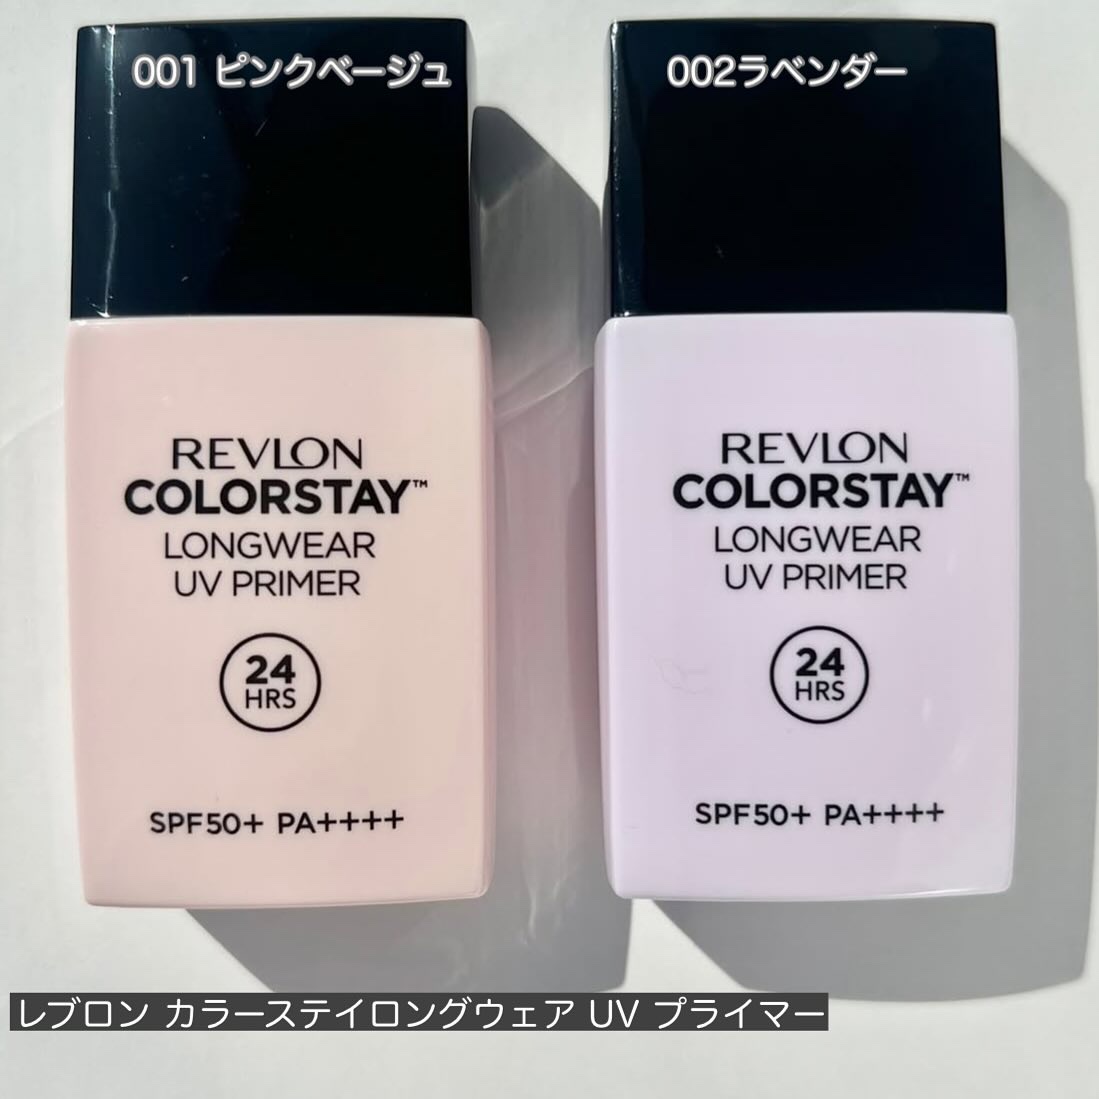 001 ピンクベージュ
REVLON
COLORSTAY™
LONGWEAR
UV PRIMER
24
HRS
SPF50+ PA++++
002ラベンダー
REVLON
COLORSTAY™
LONGWEAR
UV PRIMER
24
HRS
SPF50+ PA++++
レブロン カラーステイロングウェア UV プライマー